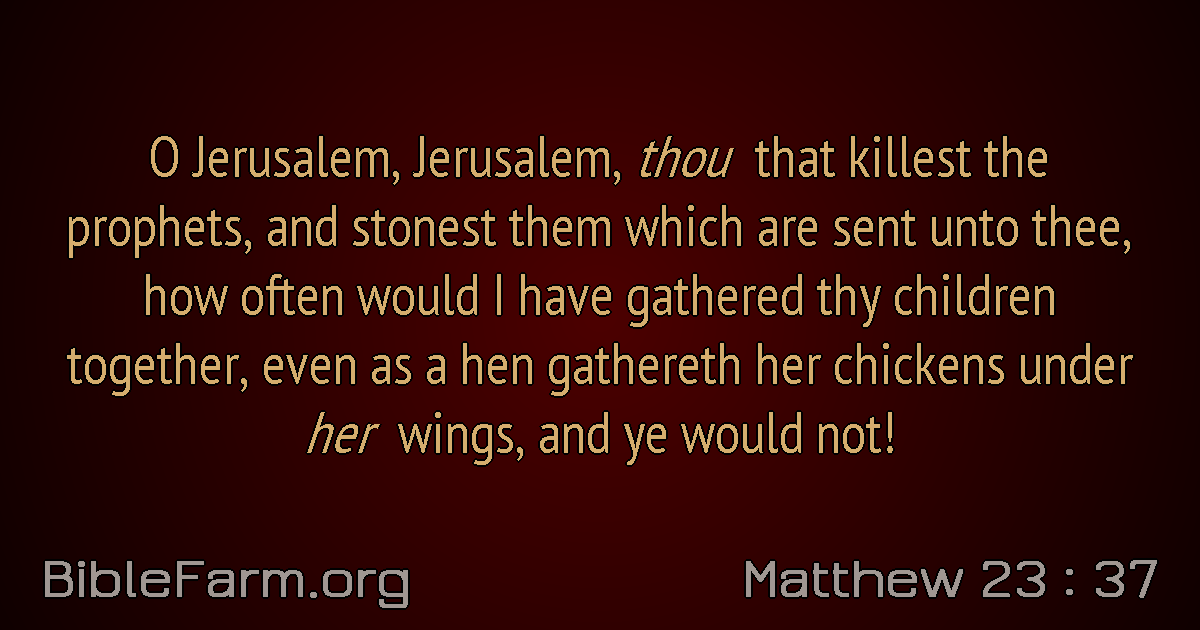 O Jerusalem, Jerusalem, thou that killest the
prophets, and stonest them which are sent unto thee,
how often would I have gathered thy children
together, even as a hen gathereth her chickens under
her wings, and ye would not!
BibleFarm.org
Matthew 23 : 37